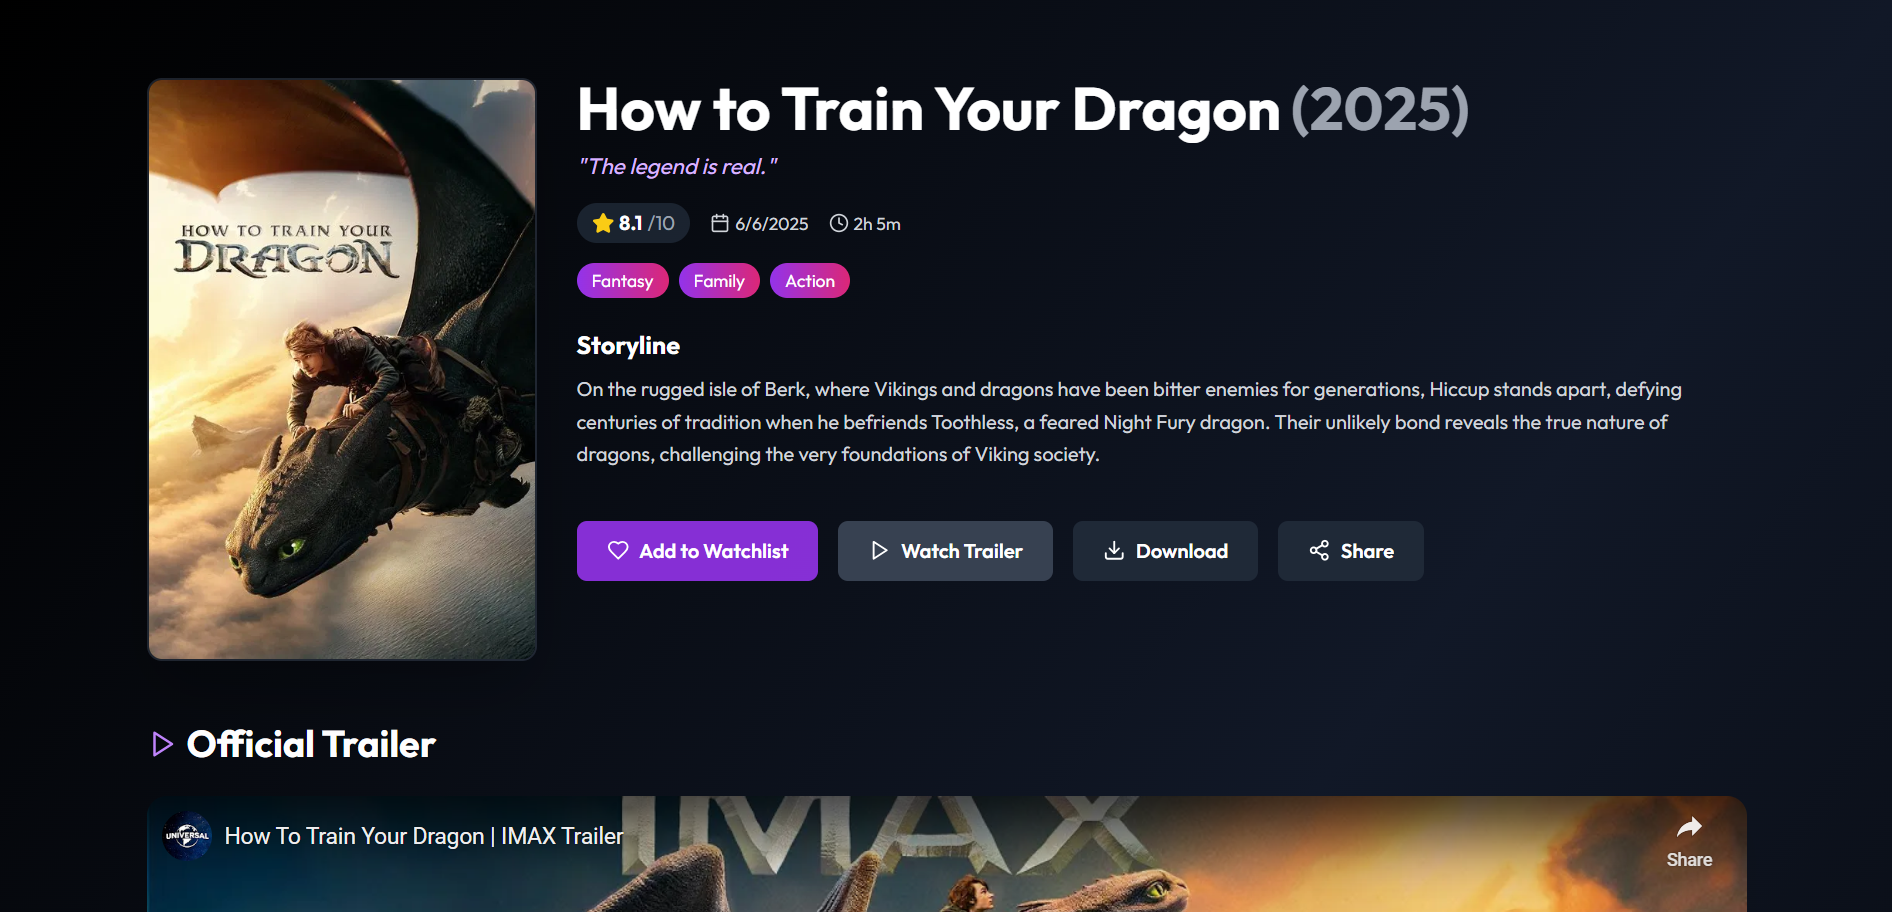 HOW TO TRAIN YOUR
DRAGON
How to Train Your Dragon (2025)
"The legend is real."
8.1 /10 6/6/2025 2h 5m
Fantasy Family Action
Storyline
On the rugged isle of Berk, where Vikings and dragons have been bitter enemies for generations, Hiccup stands apart, defying
centuries of tradition when he befriends Toothless, a feared Night Fury dragon. Their unlikely bond reveals the true nature of
dragons, challenging the very foundations of Viking society.
Add to Watchlist Watch Trailer Download Share
Official Trailer
UNIVERSAL
How To Train Your Dragon | IMAX Trailer
IMAX
Share